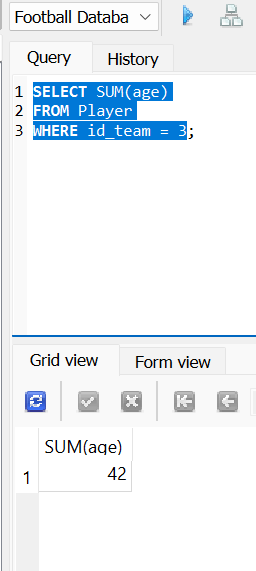 Football Databa
Query
History
1 SELECT SUM(age)
2 FROM Player
3 WHERE id_team = 3;
Grid view
Form view
SUM(age)
1 42